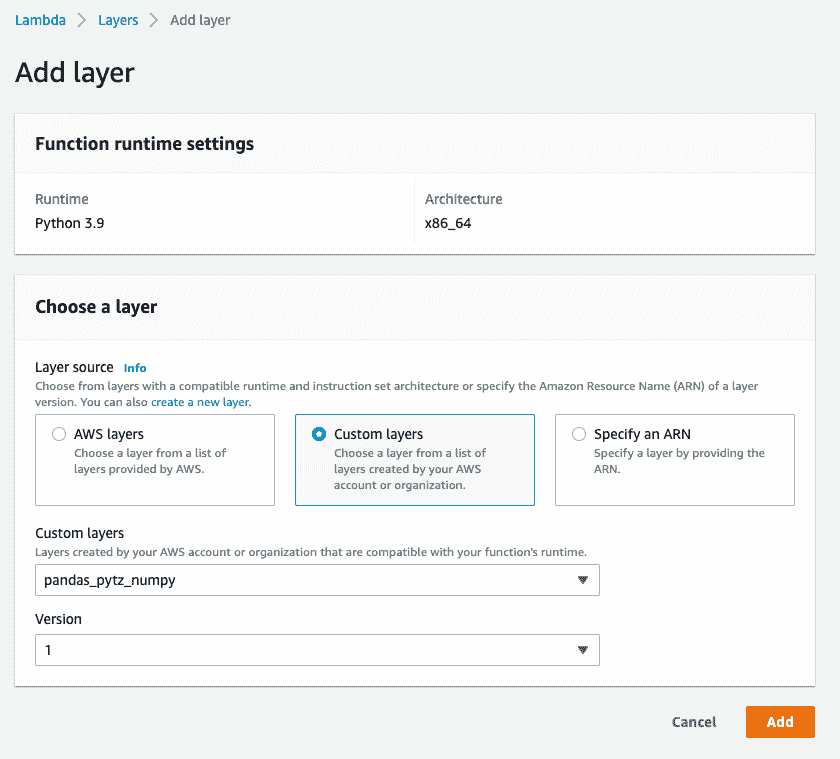 Lambda > Layers > Add layer
Add layer
Function runtime settings
Runtime
Python 3.9
Architecture
x86_64
Choose a layer
Layer source Info
Choose from layers with a compatible runtime and instruction set architecture or specify the Amazon Resource Name (ARN) of a layer
version. You can also create a new layer.
AWS layers
Choose a layer from a list of
layers provided by AWS.
Custom layers
Choose a layer from a list of
layers created by your AWS
account or organization.
Specify an ARN
Specify a layer by providing the
ARN.
Custom layers
Layers created by your AWS account or organization that are compatible with your function's runtime.
pandas_pytz_numpy
Version
1
Cancel
Add